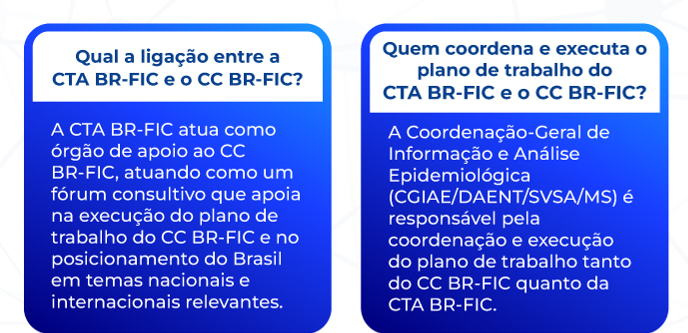 Qual a ligação entre a
CTA BR-FIC e o CC BR-FIC?
A CTA BR-FIC atua como
órgão de apoio ao CC
BR-FIC, atuando como um
fórum consultivo que apoia
na execução do plano de
trabalho do CC BR-FIC e no
posicionamento do Brasil
em temas nacionais e
internacionais relevantes.
Quem coordena e executa o
plano de trabalho do
CTA BR-FIC e o CC BR-FIC?
A Coordenação-Geral de
Informação e Análise
Epidemiológica
(CGIAE/DAENT/SVSA/MS) é
responsável pela
coordenação e execução
do plano de trabalho tanto
do CC BR-FIC quanto da
CTA BR-FIC.